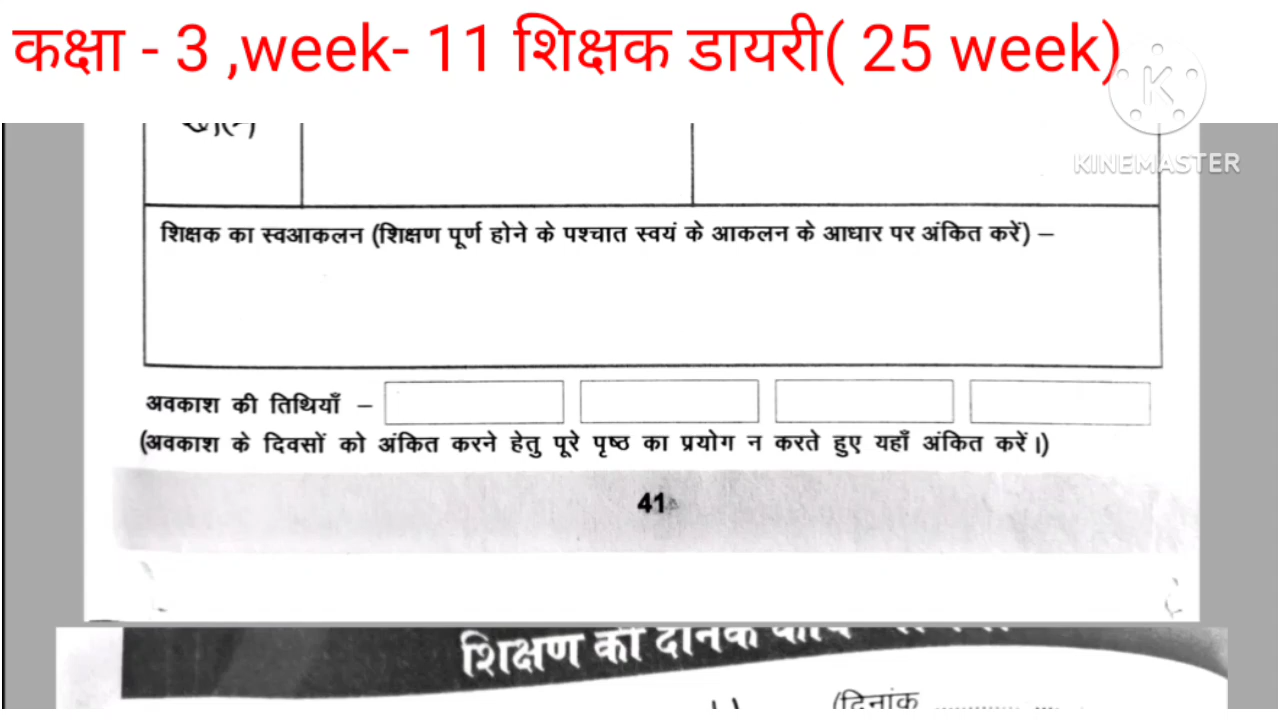 कक्षा - 3 ,week- 11 शिक्षक डायरी( 25 week)
KINEMASTER
शिक्षक का स्वआकलन (शिक्षण पूर्ण होने के पश्चात स्वयं के आकलन के आधार पर अंकित करें) –
अवकाश की तिथियाँ –
(अवकाश के दिवसों को अंकित करने हेतु पूरे पृष्ठ का प्रयोग न करते हुए यहाँ अंकित करें।)
41
शिक्षण की दैनिक
(दिनांक